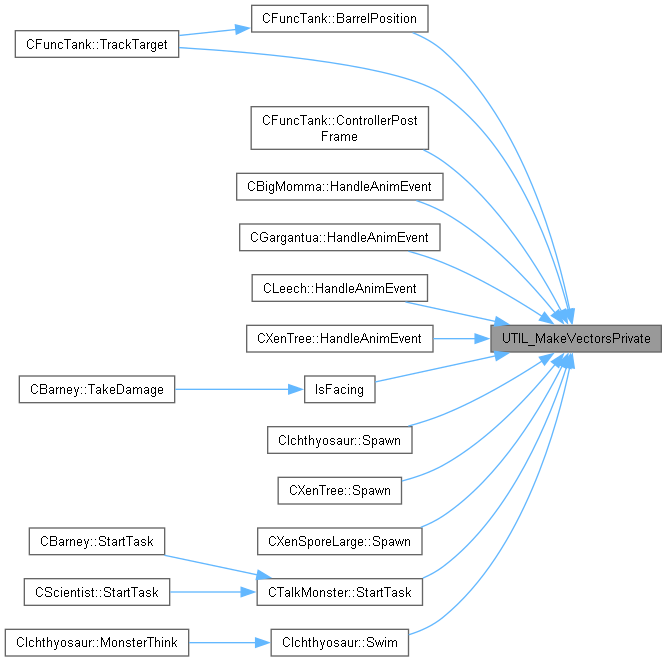 CFuncTank::BarrelPosition
CFuncTank::TrackTarget
CFuncTank::ControllerPost
Frame
CBigMomma::HandleAnimEvent
CGargantua::HandleAnimEvent
CLeech::HandleAnimEvent
CXenTree::HandleAnimEvent
UTIL_MakeVectorsPrivate
CBarney::TakeDamage
IsFacing
CIchthyosaur::Spawn
CXenTree::Spawn
CXenSporeLarge::Spawn
CBarney::StartTask
CScientist::StartTask
CTalkMonster::StartTask
CIchthyosaur::MonsterThink
CIchthyosaur::Swim